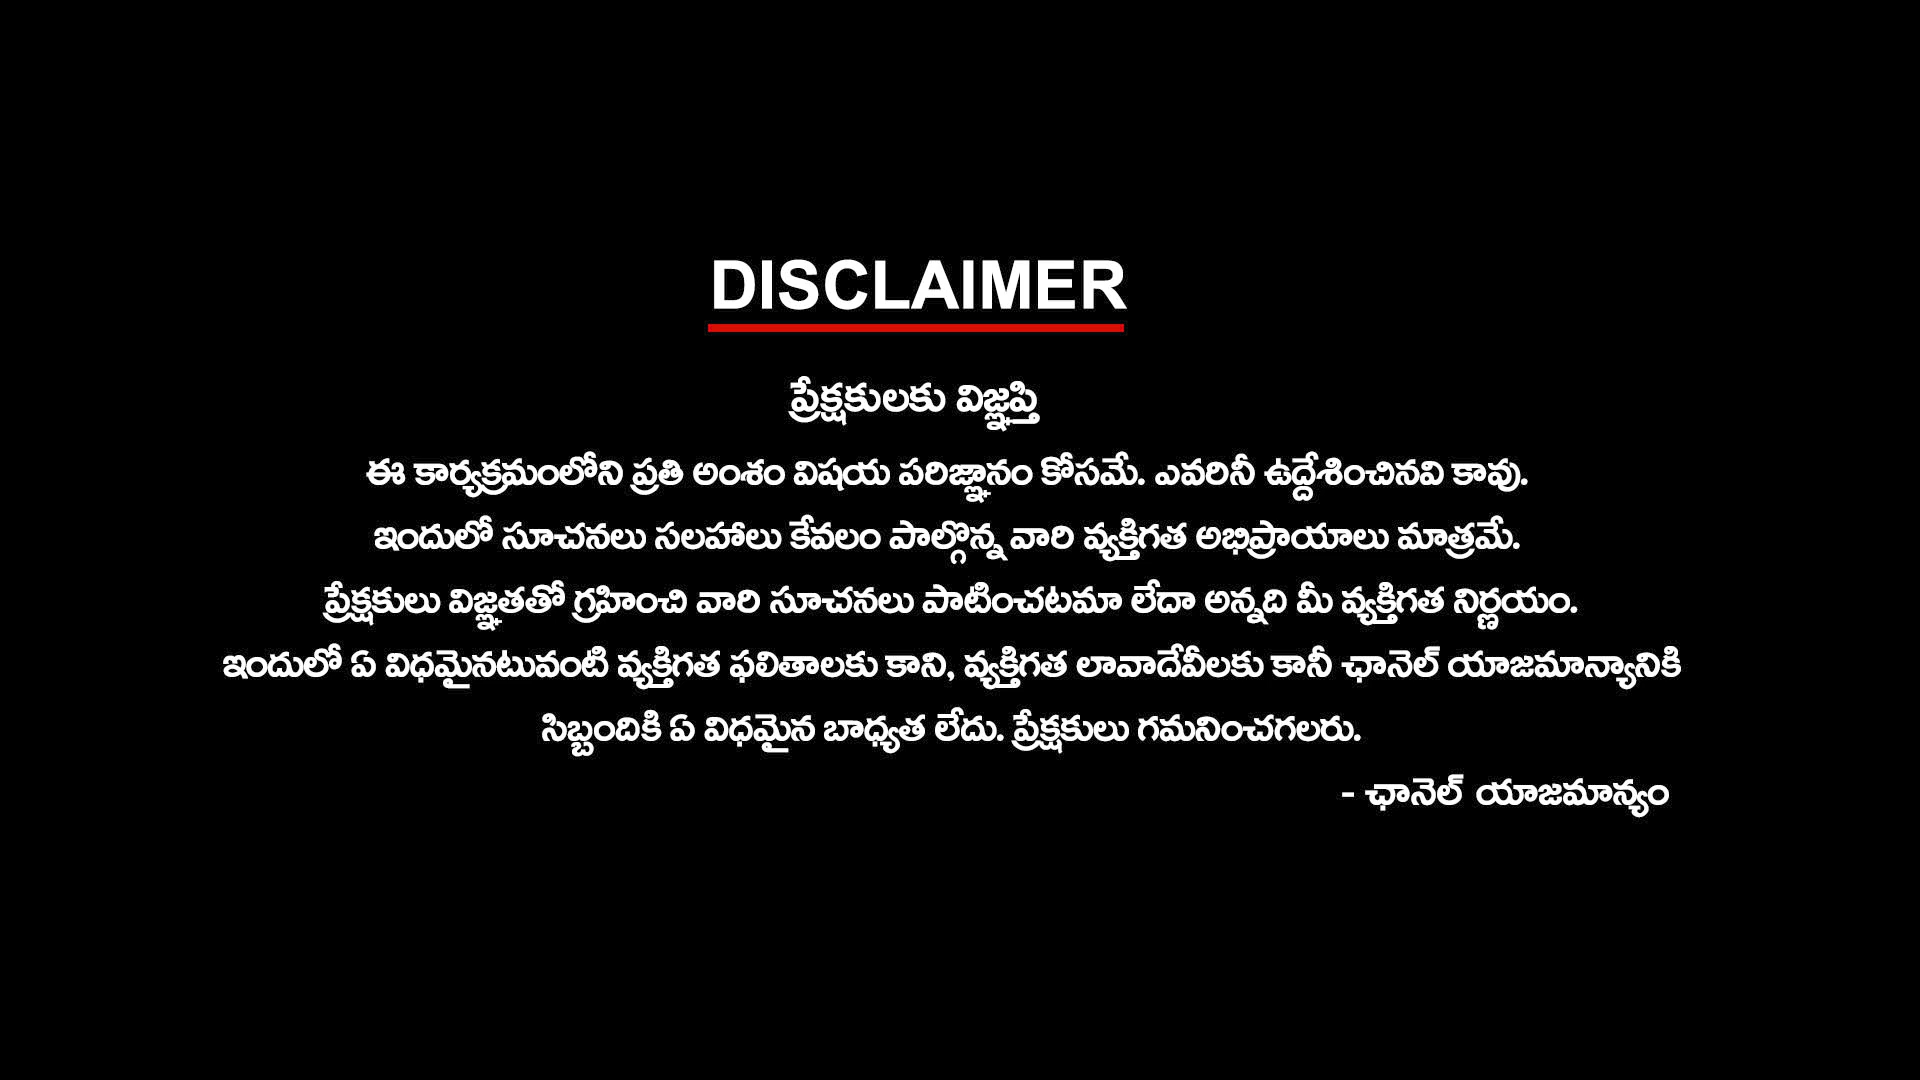 DISCLAIMER
ప్రేక్షకులకు విజ్ఞప్తి
ఈ కార్యక్రమంలోని ప్రతి అంశం విషయ పరిజ్ఞానం కోసమే. ఎవరినీ ఉద్దేశించినవి కావు.
ఇందులో సూచనలు సలహాలు కేవలం పాల్గొన్న వారి వ్యక్తిగత అభిప్రాయాలు మాత్రమే.
ప్రేక్షకులు విజ్ఞతతో గ్రహించి వారి సూచనలు పాటించటమా లేదా అన్నది మీ వ్యక్తిగత నిర్ణయం.
ఇందులో ఏ విధమైనటువంటి వ్యక్తిగత ఫలితాలకు కాని, వ్యక్తిగత లావాదేవీలకు కానీ ఛానెల్ యాజమాన్యానికి
సిబ్బందికి ఏ విధమైన బాధ్యత లేదు. ప్రేక్షకులు గమనించగలరు.
- ఛానెల్ యాజమాన్యం